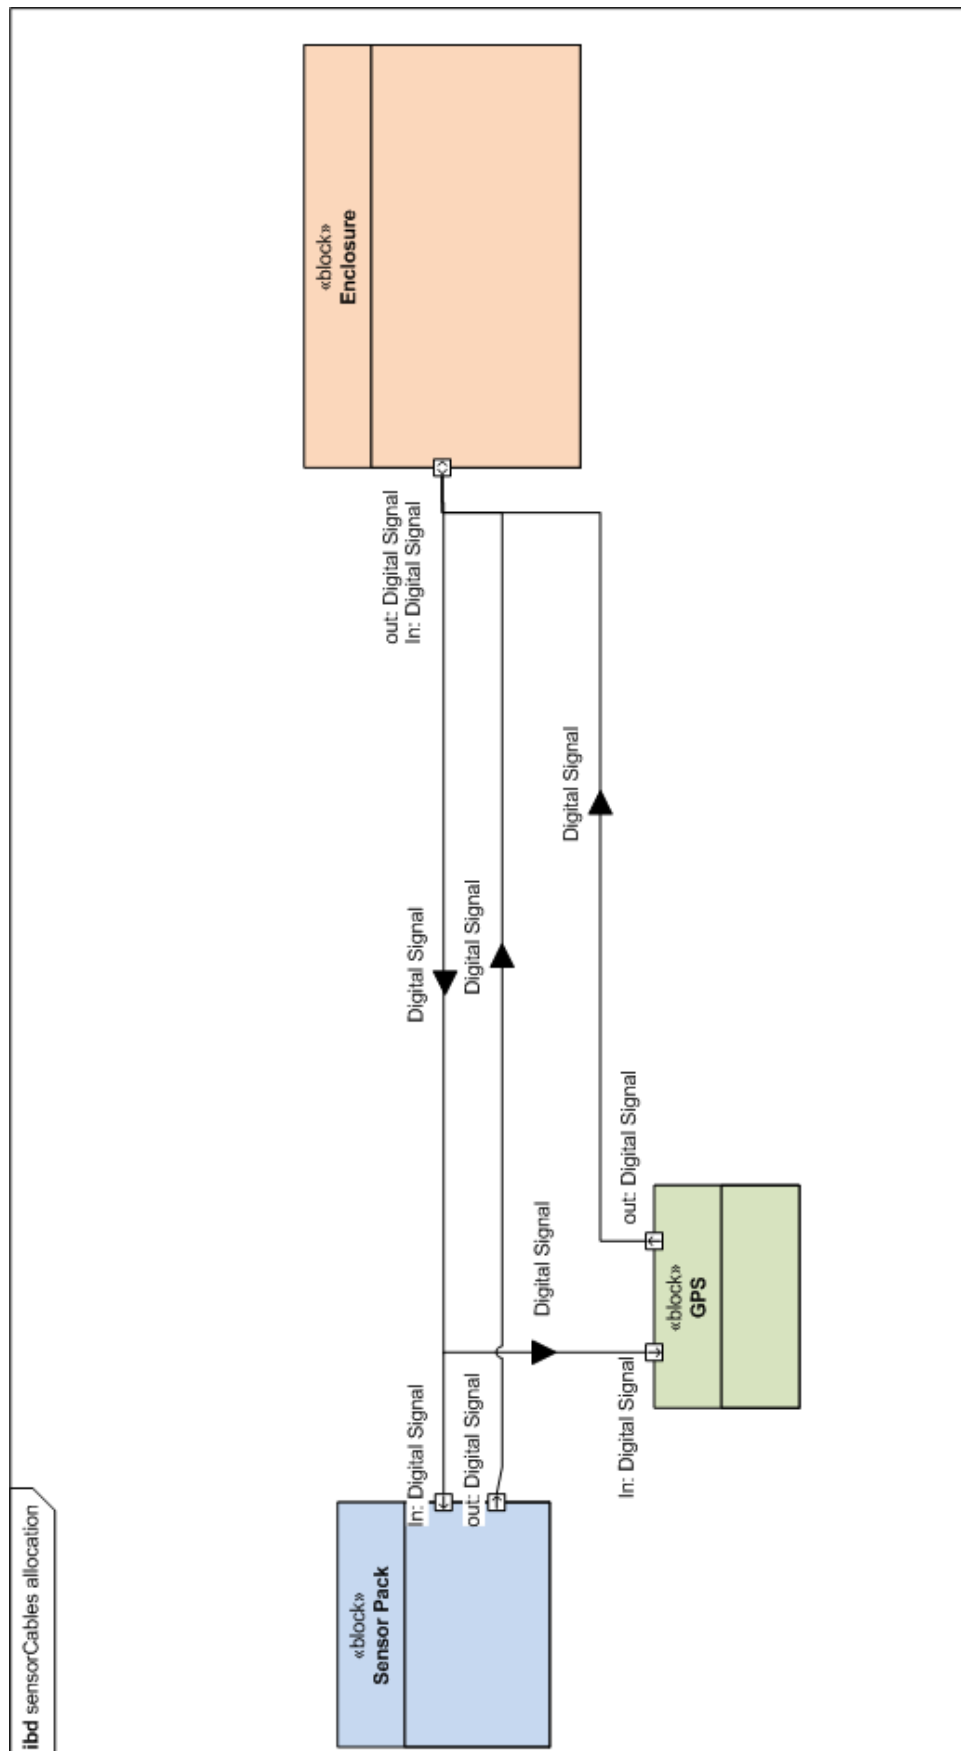 ibd sensorCables allocation
«block»
Sensor Pack
In: Digital Signal
out: Digital Signal
Digital Signal
Digital Signal
out: Digital Signal
In: Digital Signal
«block»
Enclosure
Digital Signal
In: Digital Signal
Digital Signal
out: Digital Signal
«block»
GPS